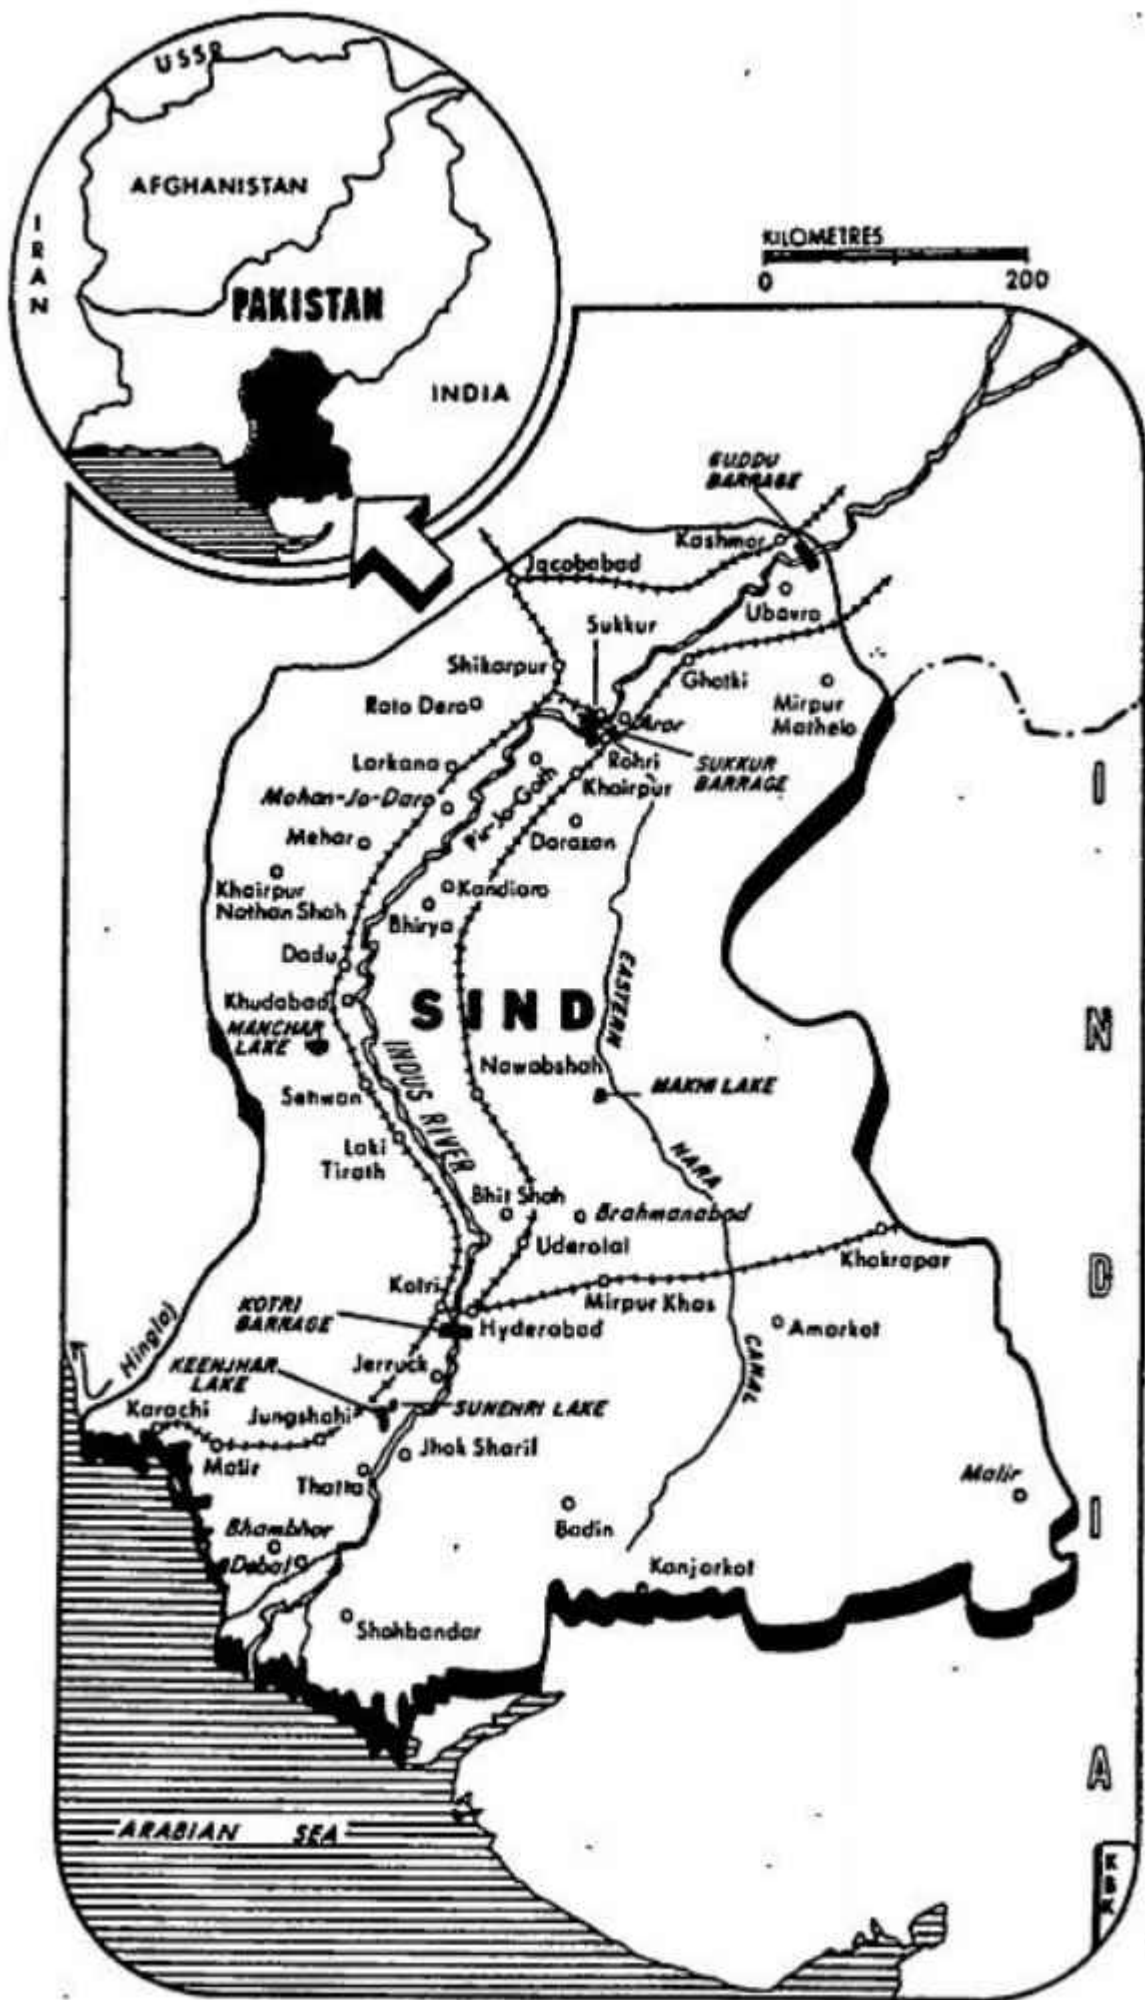 USSR
AFGHANISTAN
IRAN
PAKISTAN
INDIA
KILOMETRES
0 200
GUDDU
BARRAGE
Kashmor
Jacobabad
Ubavro
Sukkur
Shikarpur
Ghotki
Rato Dero
Mirpur
Mathelo
Aror
Larkana
Rohri
SUKKUR
BARRAGE
Khairpur
Mohan-Jo-Daro
Pir-Jo Goth
Mehar
Darazan
Khairpur
Nathan Shah
Kandiaro
Bhirya
Dadu
EASTERN
Khudabad
SIND
MANCHAR
LAKE
INDUS RIVER
Nawabshah
MAKHI LAKE
Sehwan
Laki
Tirath
NARA
Bhit Shah
Brahmanabad
Uderolal
Khokrapar
Kotri
Mirpur Khas
KOTRI
BARRAGE
Hyderabad
Amarkot
Hinglaj
CANAL
KEENJHAR
LAKE
Jerruck
Karachi
Jungshahi
SUNEHRI LAKE
Malir
Jhok Sharif
Thatta
Malir
Badin
Bhambhor
Debal
Kanjarkot
Shahbandar
INDIA
ARABIAN SEA